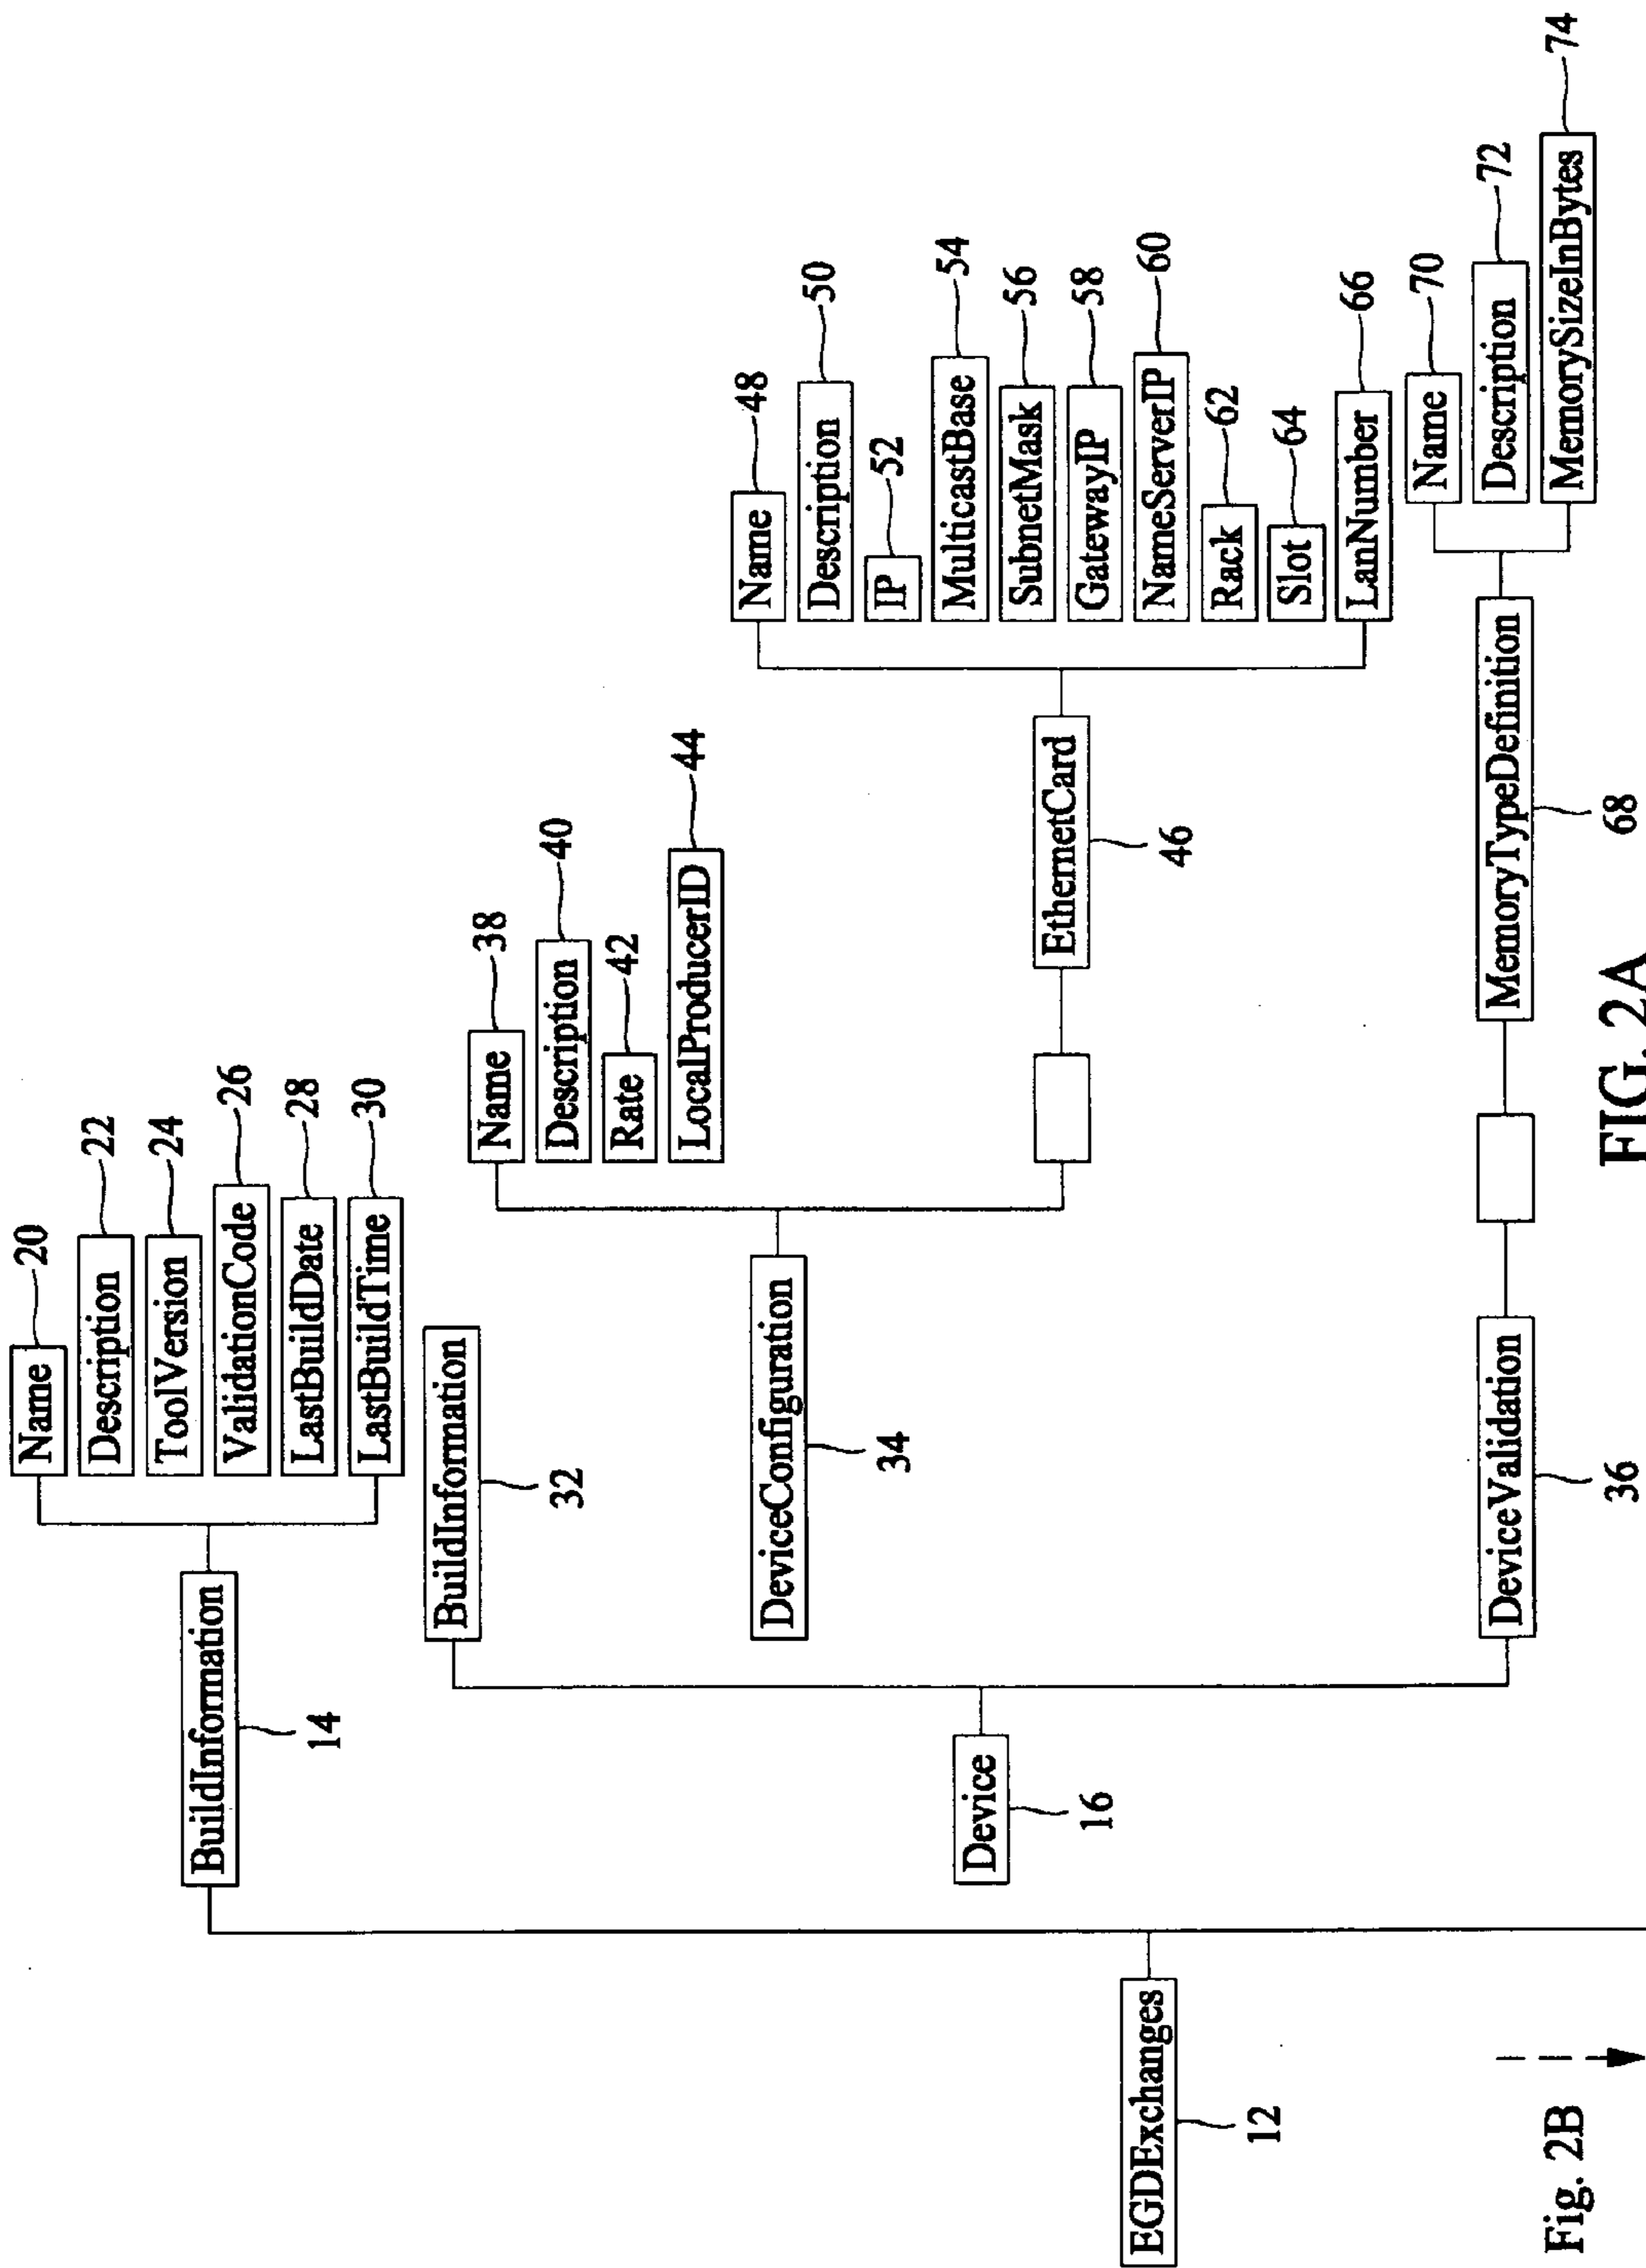 Name 20
Description 22
ToolVersion 24
ValidationCode 26
LastBuildDate 28
LastBuildTime 30
BuildInformation
14
BuildInformation
32
Name 38
Description 40
Rate 42
LocalProducerID 44
DeviceConfiguration
34
Name 48
Description 50
IP 52
MulticastBase 54
SubnetMask 56
GatewayIP 58
NameServerIP 60
Rack 62
Slot 64
LanNumber 66
EthernetCard
46
Device
16
EGDExchanges
12
Name 70
Description 72
MemorySizeInBytes 74
MemoryTypeDefinition
68
DeviceValidation
36
Fig. 2B
FIG. 2A